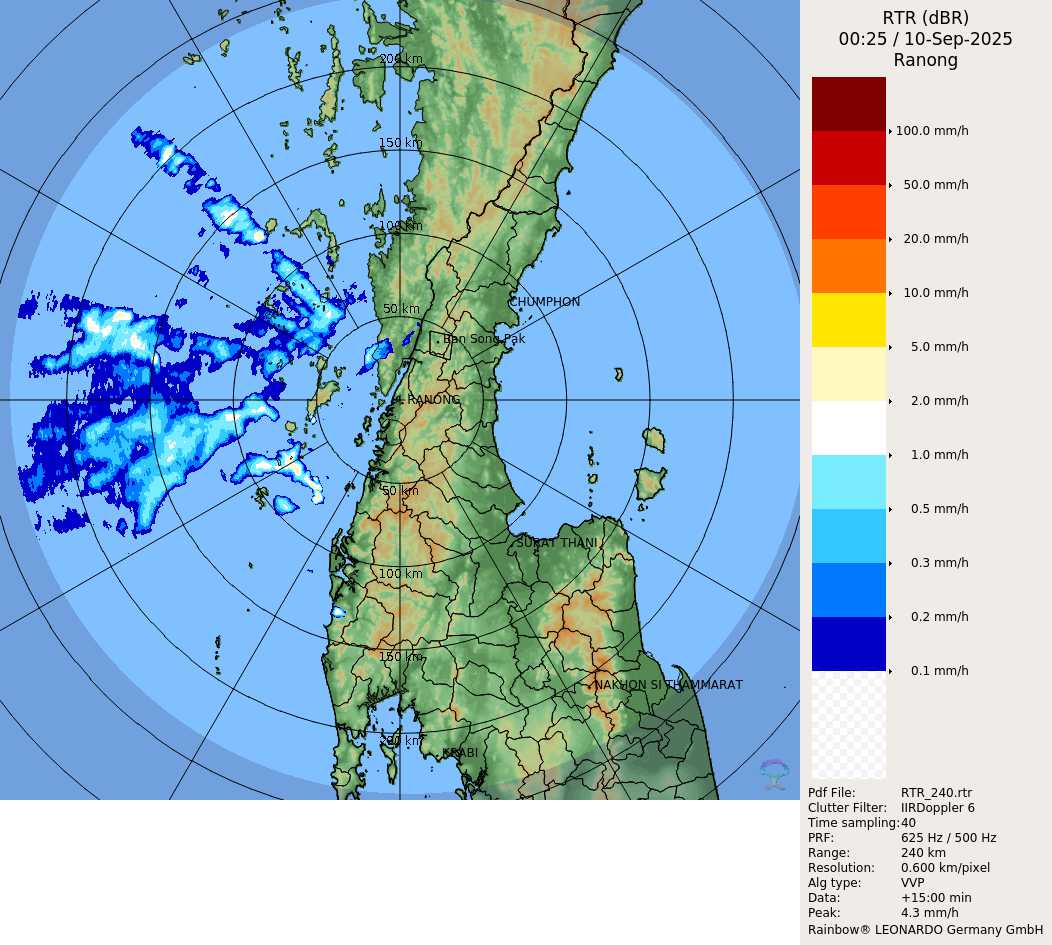 RTR (dBR)
00:25 / 10-Sep-2025
Ranong
200 km
150 km
100 km
50 km
CHUMPHON
Ban Song Pak
RANONG
50 km
SURAT THANI
100 km
150 km
NAKHON SI THAMMARAT
200 km
KRABI
100.0 mm/h
50.0 mm/h
20.0 mm/h
10.0 mm/h
5.0 mm/h
2.0 mm/h
1.0 mm/h
0.5 mm/h
0.3 mm/h
0.2 mm/h
0.1 mm/h
Pdf File: RTR_240.rtr
Clutter Filter: IIRDoppler 6
Time sampling:40
PRF: 625 Hz / 500 Hz
Range: 240 km
Resolution: 0.600 km/pixel
Alg type: VVP
Data: +15:00 min
Peak: 4.3 mm/h
Rainbow® LEONARDO Germany GmbH